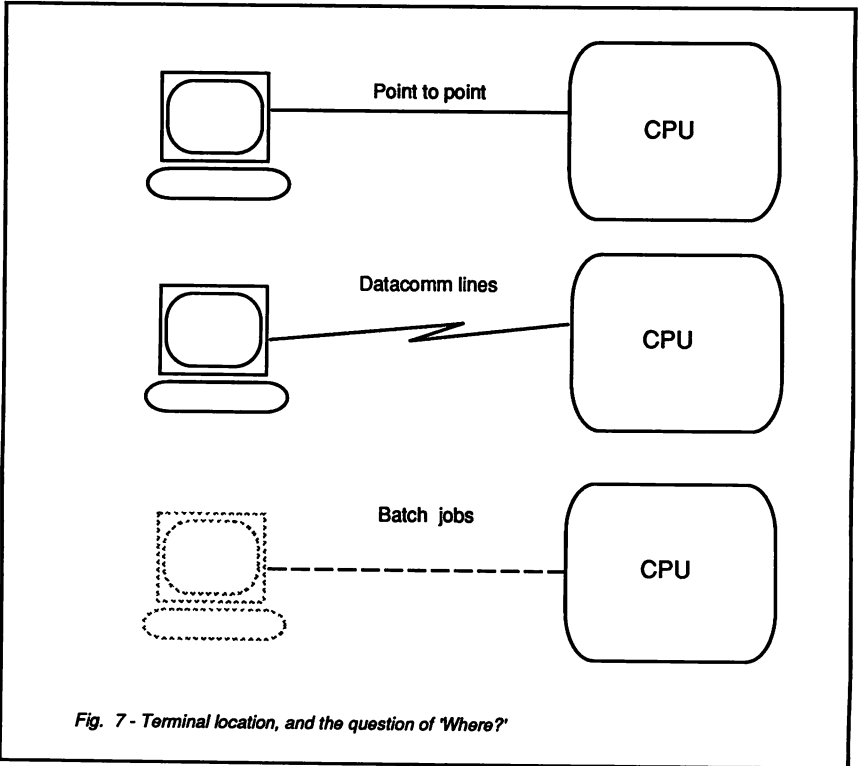 Point to point
CPU
Datacomm lines
CPU
Batch jobs
CPU
Fig. 7 - Terminal location, and the question of 'Where?'